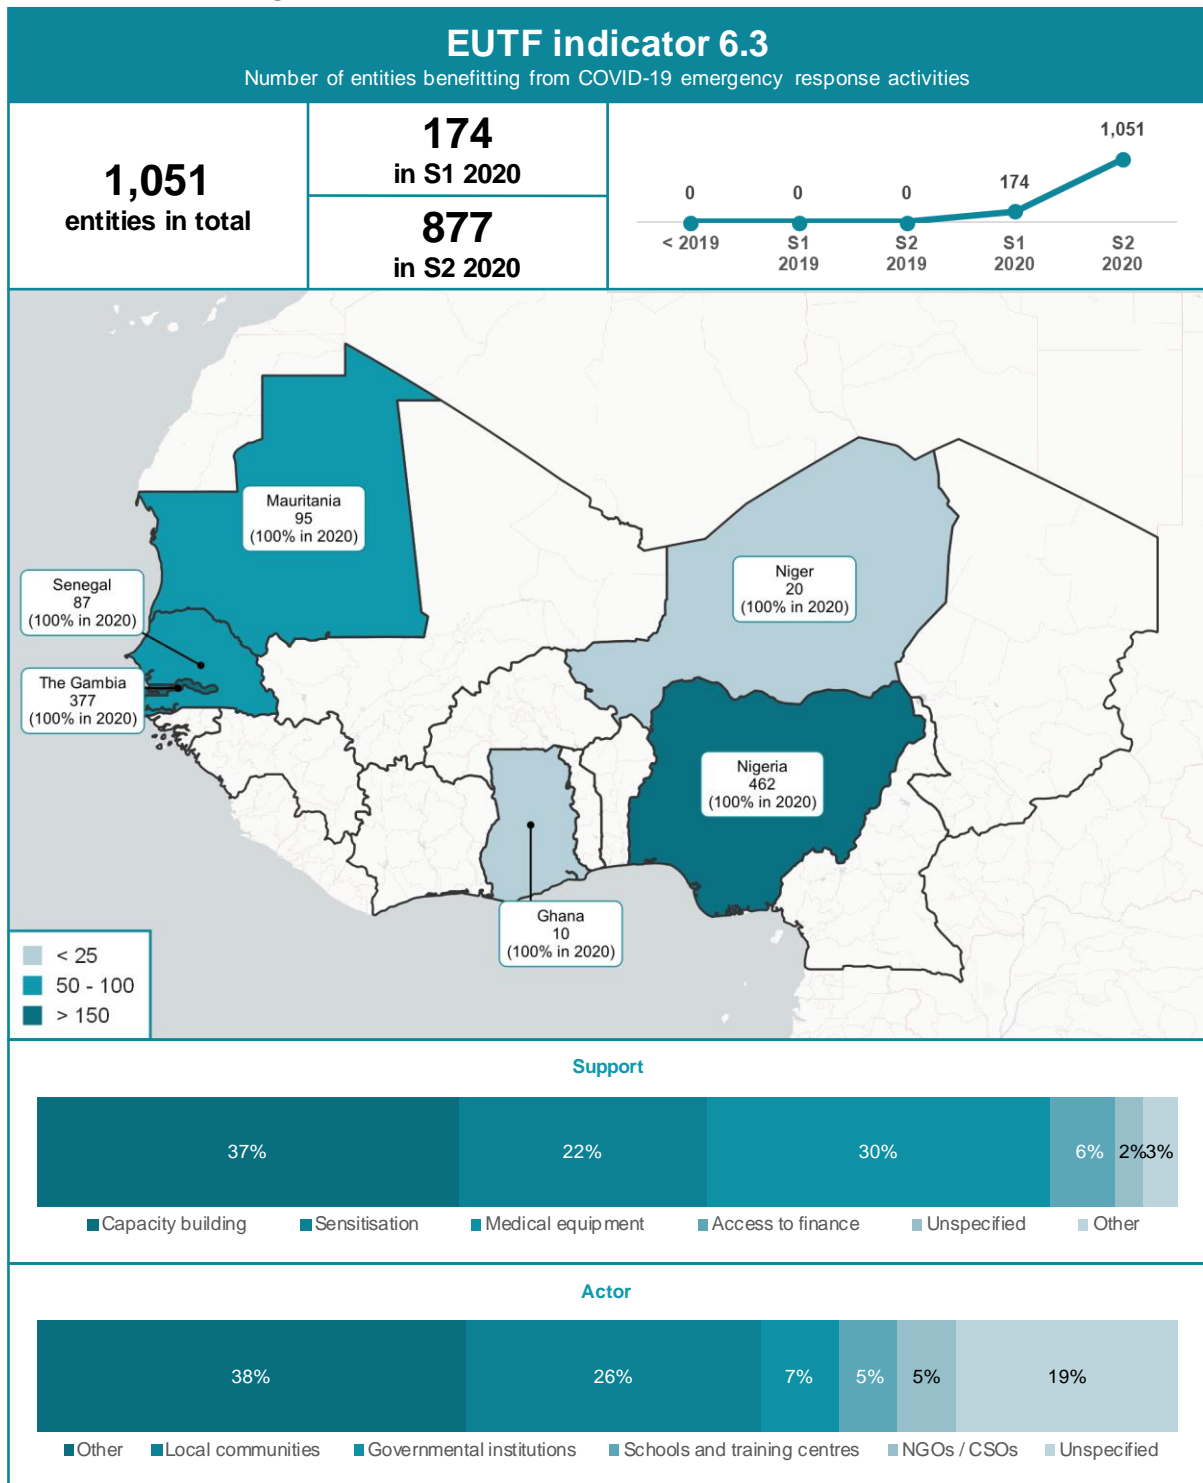 EUTF indicator 6.3
Number of entities benefitting from COVID-19 emergency response activities
1,051
entities in total
174
in S1 2020
877
in S2 2020
0
0
0
174
1,051
< 2019
S1
2019
S2
2019
S1
2020
S2
2020
Mauritania
95
(100% in 2020)
Senegal
87
(100% in 2020)
The Gambia
377
(100% in 2020)
Niger
20
(100% in 2020)
Nigeria
462
(100% in 2020)
Ghana
10
(100% in 2020)
< 25
50 - 100
> 150
Support
37% 22% 30% 6% 2% 3%
Capacity building Sensitisation Medical equipment Access to finance Unspecified Other
Actor
38% 26% 7% 5% 5% 19%
Other Local communities Governmental institutions Schools and training centres NGOs / CSOs Unspecified